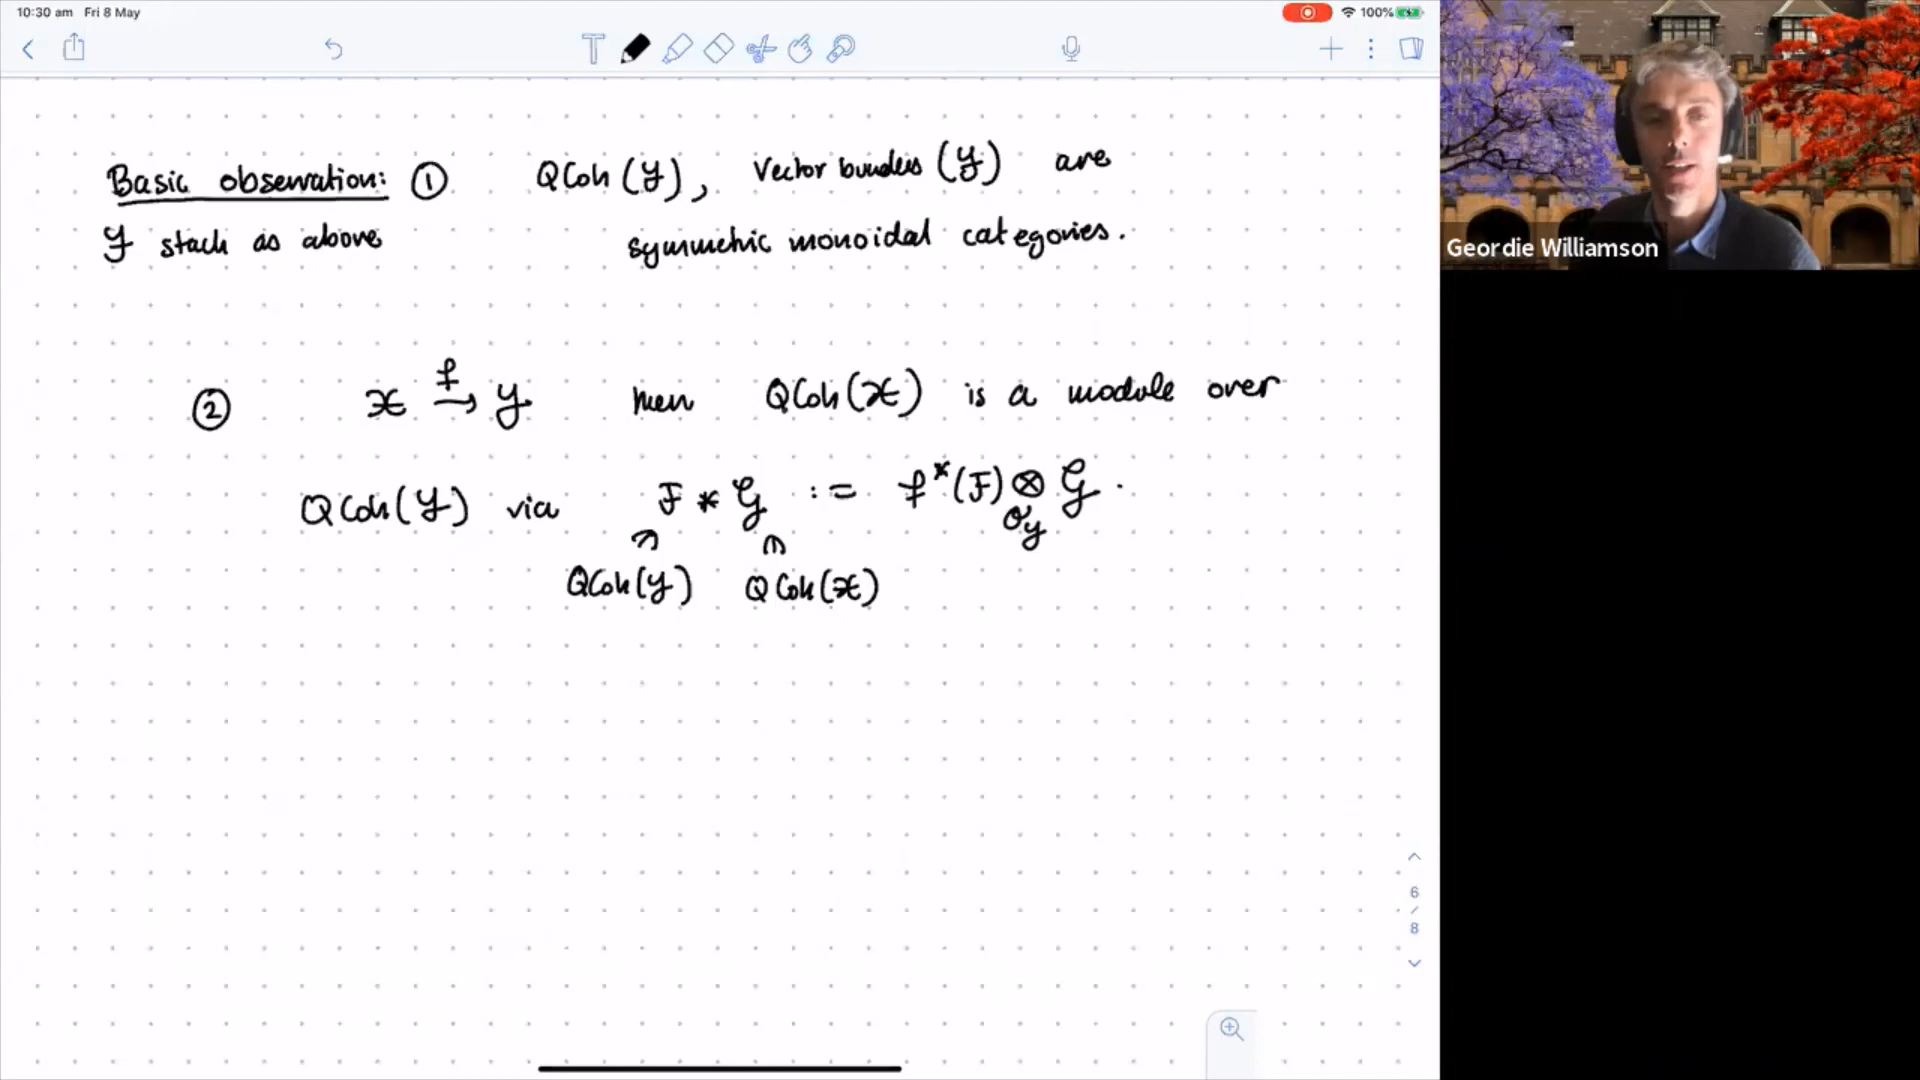 10:30 am Fri 8 May
100%
Basic observation: ① QCoh(𝒴), Vector bundles (𝒴) are
𝒴 stack as above symmetric monoidal categories.
② 𝒳 →^f 𝒴 then QCoh(𝒳) is a module over
QCoh(𝒴) via F * 𝒢 := f*(F) ⊗_{𝒪_𝒴} 𝒢.
QCoh(𝒴) QCoh(𝒳)
6
/
8
Geordie Williamson